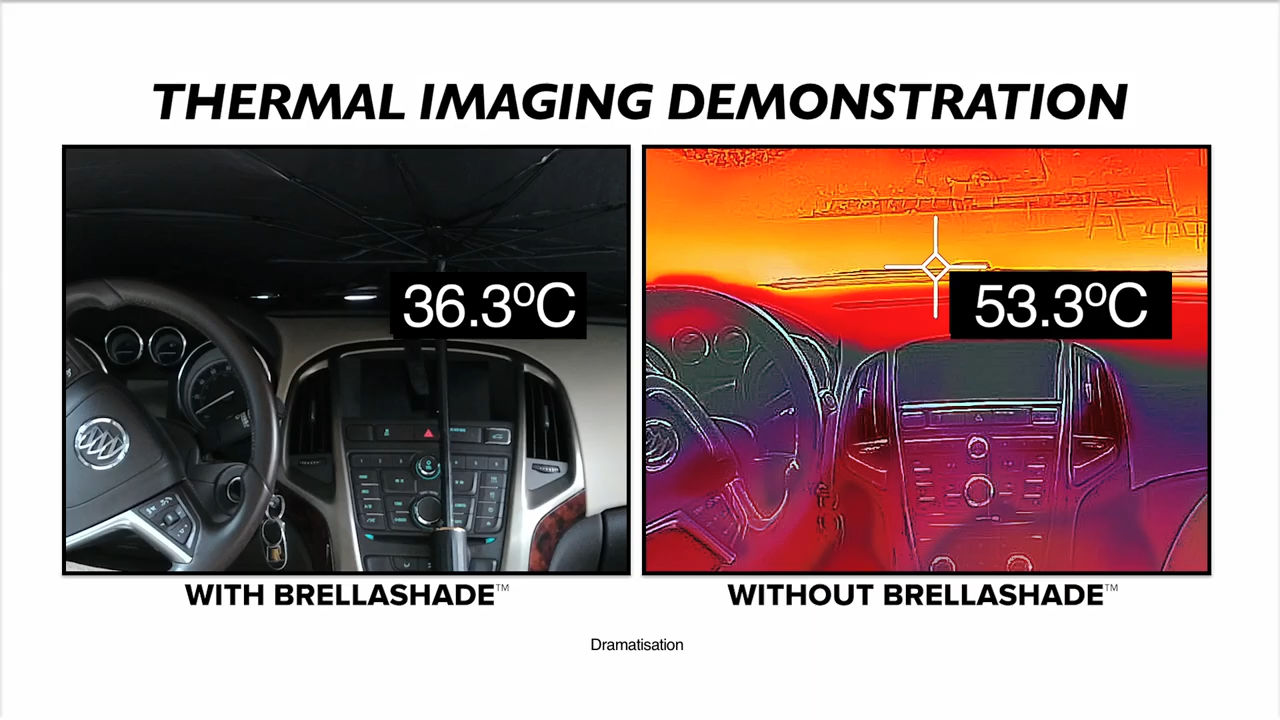 THERMAL IMAGING DEMONSTRATION
36.3ºC
53.3ºC
WITH BRELLASHADE™
WITHOUT BRELLASHADE™
Dramatisation